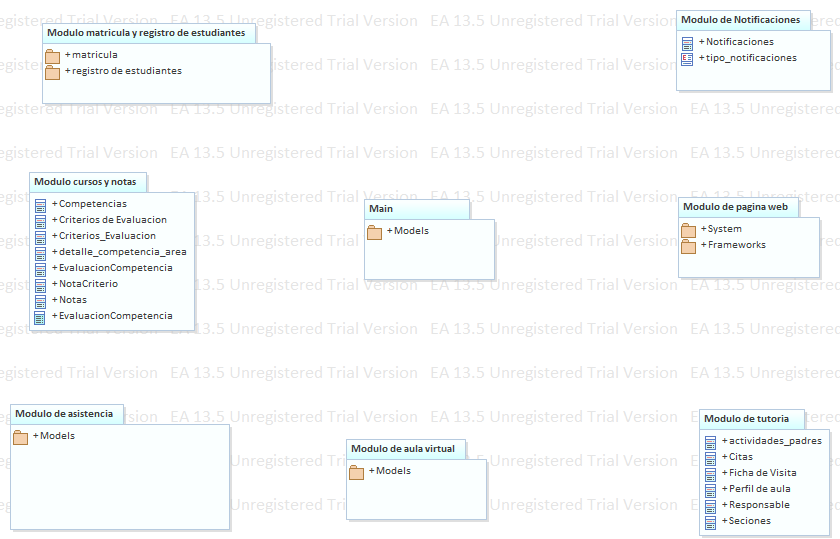 Modulo matricula y registro de estudiantes
+ matricula
+ registro de estudiantes
Modulo de Notificaciones
+ Notificaciones
+ tipo_notificaciones
Modulo cursos y notas
+ Competencias
+ Criterios de Evaluacion
+ Criterios_Evaluacion
+ detalle_competencia_area
+ EvaluacionCompetencia
+ NotaCriterio
+ Notas
+ EvaluacionCompetencia
Main
+ Models
Modulo de pagina web
+ System
+ Frameworks
Modulo de asistencia
+ Models
Modulo de aula virtual
+ Models
Modulo de tutoria
+ actividades_padres
+ Citas
+ Ficha de Visita
+ Perfil de aula
+ Responsable
+ Seciones
EA 13.5 Unregistered Trial Version